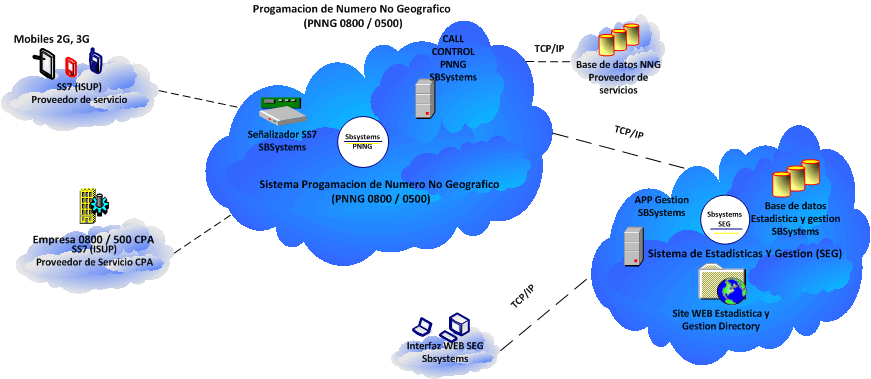 Progamacion de Numero No Geografico
(PNNG 0800 / 0500)
Mobiles 2G, 3G
SS7 (ISUP)
Proveedor de servicio
CALL
CONTROL
PNNG
SBSystems
TCP/IP
Base de datos NNG
Proveedor de
servicios
Señalizador SS7
SBSystems
Sbsystems
PNNG
TCP/IP
Sistema Progamacion de Numero No Geografico
(PNNG 0800 / 0500)
Empresa 0800 / 500 CPA
SS7 (ISUP)
Proveedor de Servicio CPA
APP Gestion
SBSystems
Sbsystems
SEG
Base de datos
Estadistica y gestion
SBSystems
Sistema de Estadisticas Y Gestion (SEG)
TCP/IP
Site WEB Estadistica y
Gestion Directory
Interfaz WEB SEG
Sbsystems